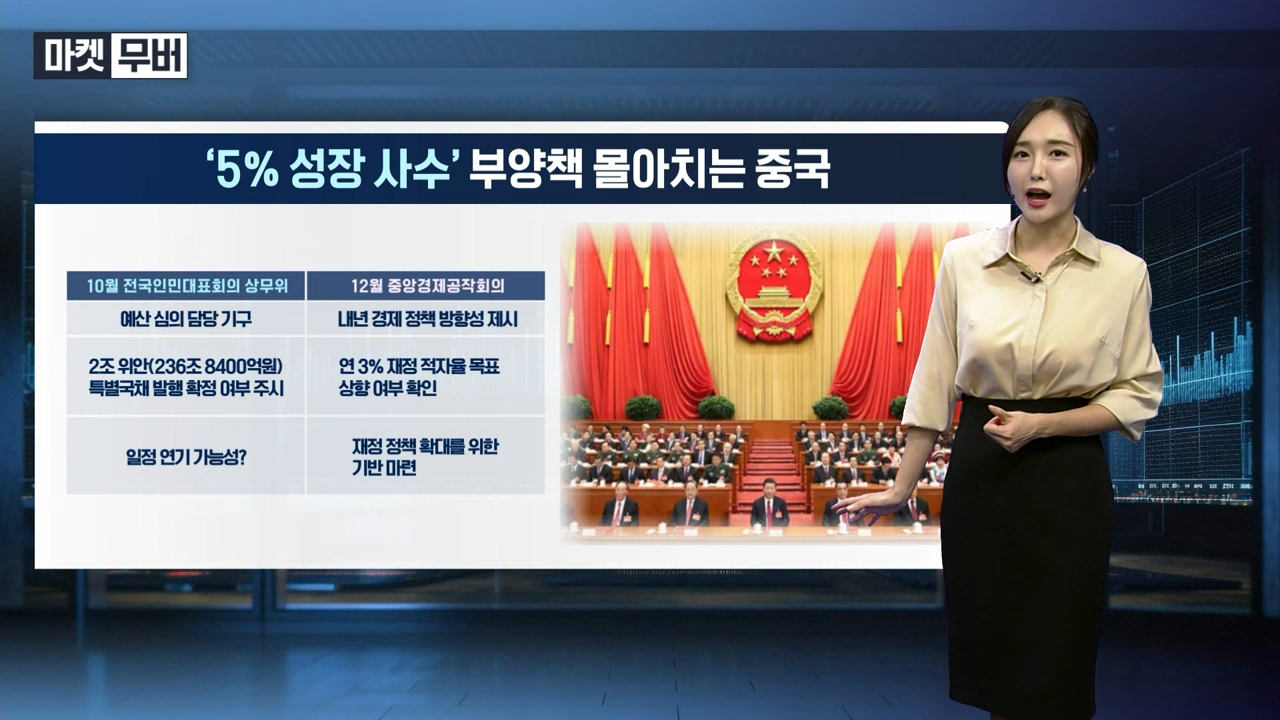 마켓 무버
‘5% 성장 사수’ 부양책 몰아치는 중국
10월 전국인민대표회의 상무위
12월 중앙경제공작회의
예산 심의 담당 기구
내년 경제 정책 방향성 제시
2조 위안(236조 8400억원)
특별국채 발행 확정 여부 주시
연 3% 재정 적자율 목표
상향 여부 확인
일정 연기 가능성?
재정 정책 확대를 위한
기반 마련